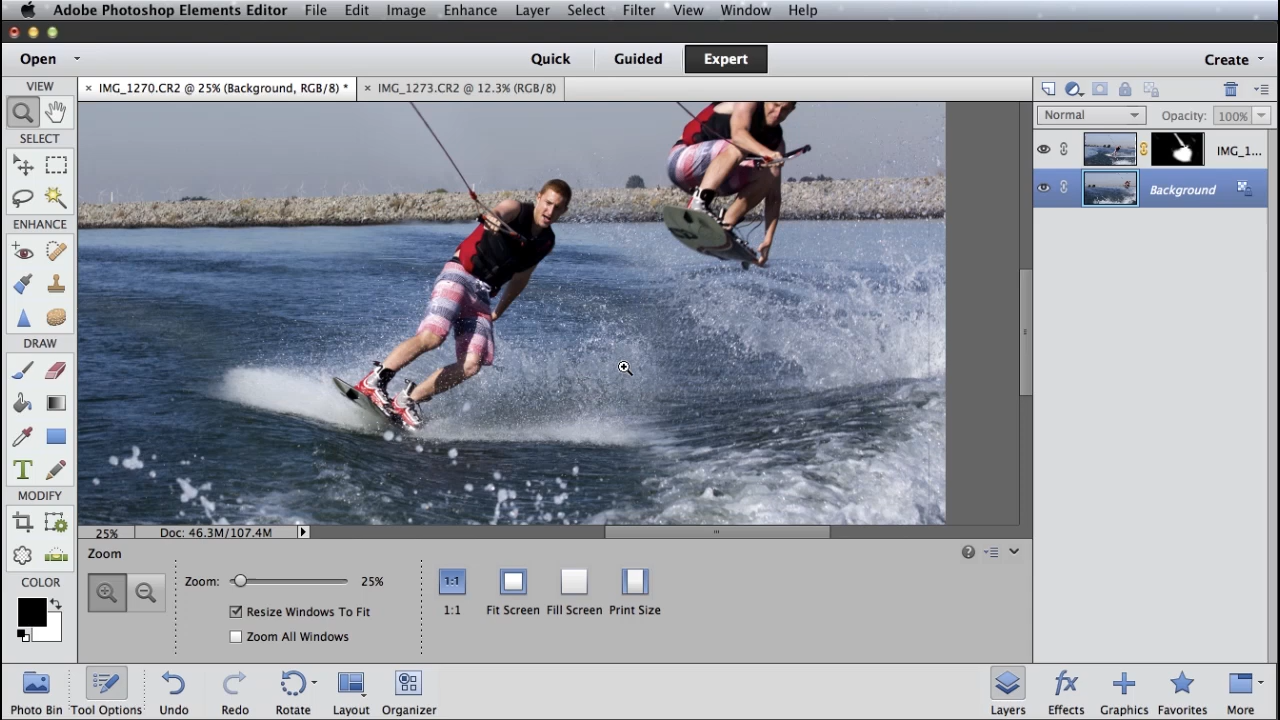 Adobe Photoshop Elements Editor File Edit Image Enhance Layer Select Filter View Window Help
Open Quick Guided Expert Create
VIEW
× IMG_1270.CR2 @ 25% (Background, RGB/8) * × IMG_1273.CR2 @ 12.3% (RGB/8)
Normal Opacity: 100%
SELECT
IMG_1...
Background
ENHANCE
DRAW
T
MODIFY
25% Doc: 46.3M/107.4M
Zoom
COLOR
Zoom: 25%
1:1
1:1 Fit Screen Fill Screen Print Size
Resize Windows To Fit
Zoom All Windows
fx
Photo Bin Tool Options Undo Redo Rotate Layout Organizer Layers Effects Graphics Favorites More